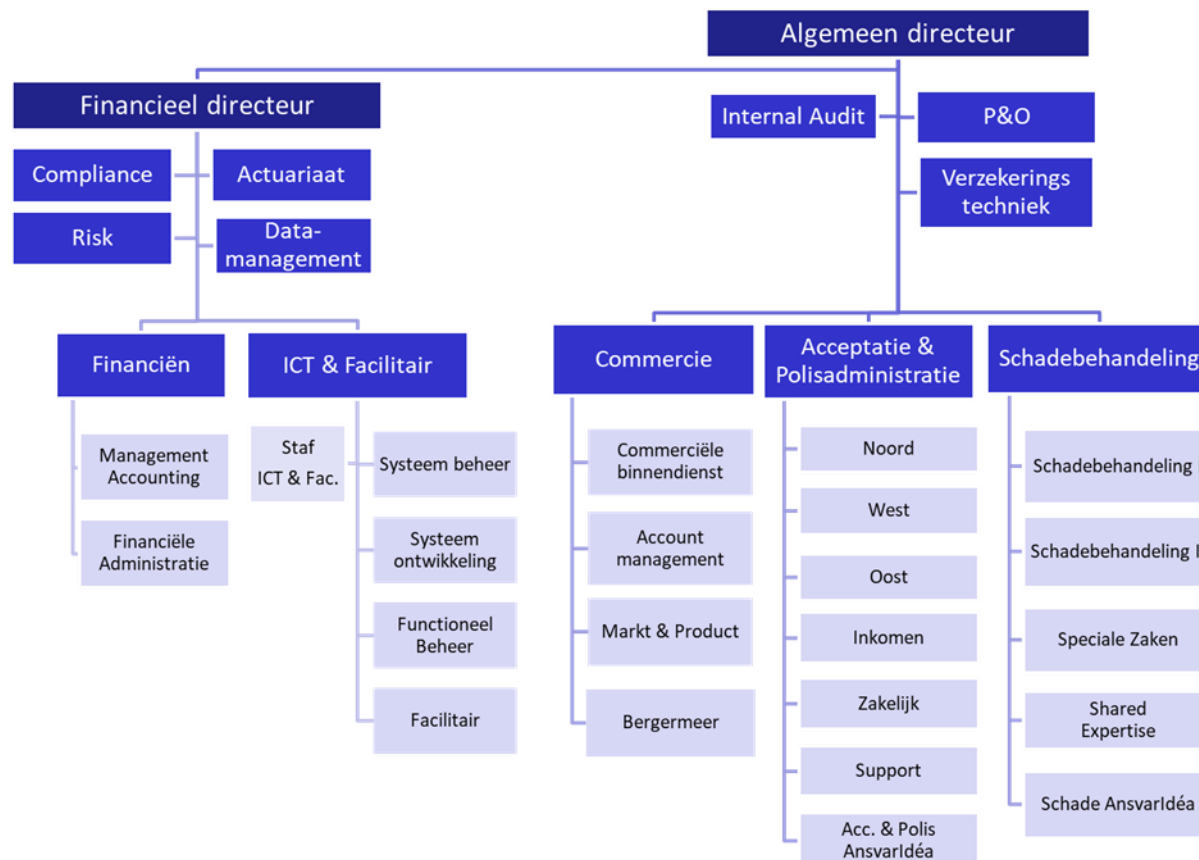 Algemeen directeur
Financieel directeur
Internal Audit
P&O
Compliance
Actuariaat
Verzekerings
techniek
Risk
Data-
management
Financiën
ICT & Facilitair
Commercie
Acceptatie &
Polisadministratie
Schadebehandeling
Management
Accounting
Financiële
Administratie
Staf
ICT & Fac.
Systeem beheer
Systeem
ontwikkeling
Functioneel
Beheer
Facilitair
Commerciële
binnendienst
Account
management
Markt & Product
Bergermeer
Noord
West
Oost
Inkomen
Zakelijk
Support
Acc. & Polis
AnsvarIdéa
Schadebehandeling
Schadebehandeling I
Speciale Zaken
Shared
Expertise
Schade AnsvarIdéa